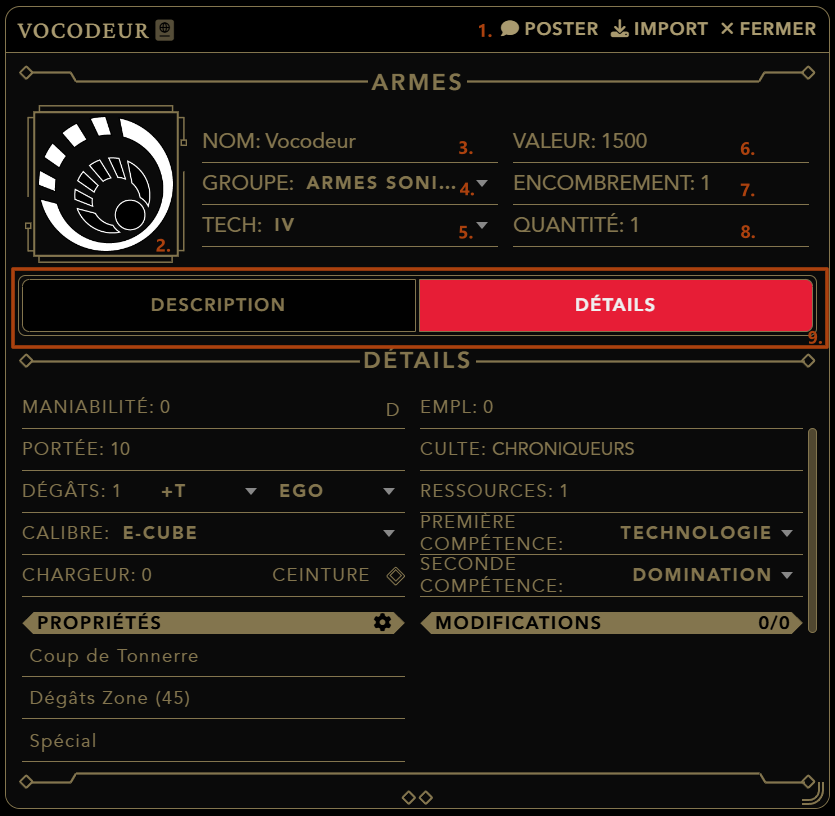 VOCODEUR
1. POSTER IMPORT FERMER
ARMES
NOM: Vocodeur 3.
VALEUR: 1500 6.
GROUPE: ARMES SONI... 4.
ENCOMBREMENT: 1 7.
TECH: IV 5.
QUANTITÉ: 1 8.
2.
DESCRIPTION
DÉTAILS
9.
DÉTAILS
MANIABILITÉ: 0 D
EMPL: 0
PORTÉE: 10
CULTE: CHRONIQUEURS
DÉGÂTS: 1 +T EGO
RESSOURCES: 1
CALIBRE: E-CUBE
PREMIÈRE
COMPÉTENCE: TECHNOLOGIE
CHARGEUR: 0 CEINTURE
SECONDE
COMPÉTENCE: DOMINATION
PROPRIÉTÉS
MODIFICATIONS 0/0
Coup de Tonnerre
Dégâts Zone (45)
Spécial